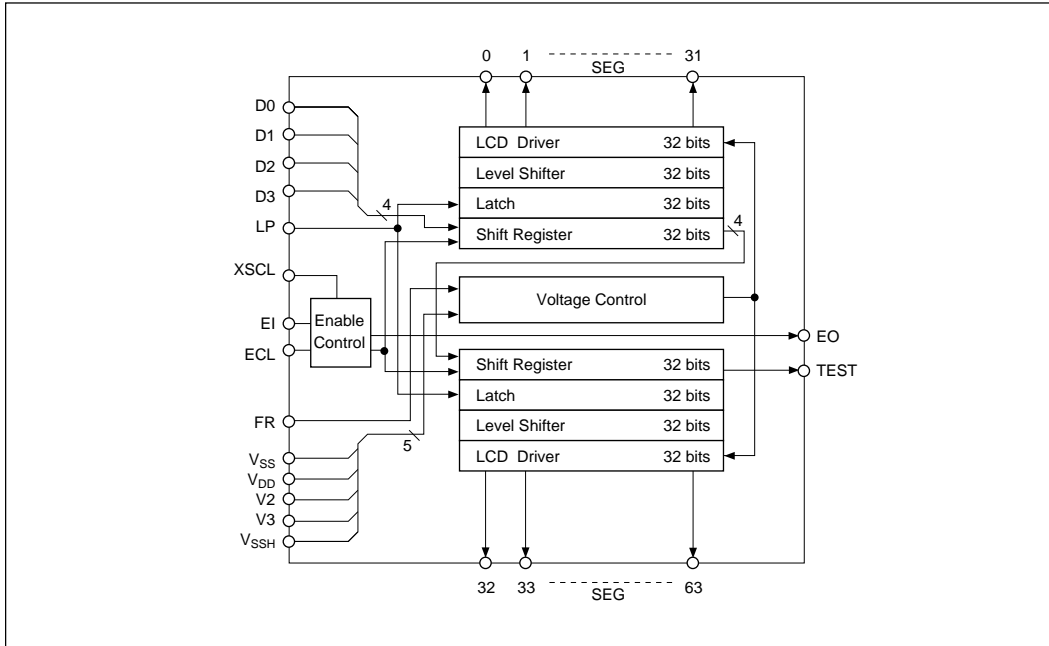 0 1 31
SEG
D0
D1
D2
D3
LP
XSCL
EI
ECL
FR
VSS
VDD
V2
V3
VSSH
4
5
Enable
Control
LCD Driver 32 bits
Level Shifter 32 bits
Latch 32 bits
Shift Register 32 bits
4
Voltage Control
Shift Register 32 bits
Latch 32 bits
Level Shifter 32 bits
LCD Driver 32 bits
EO
TEST
32 33 63
SEG